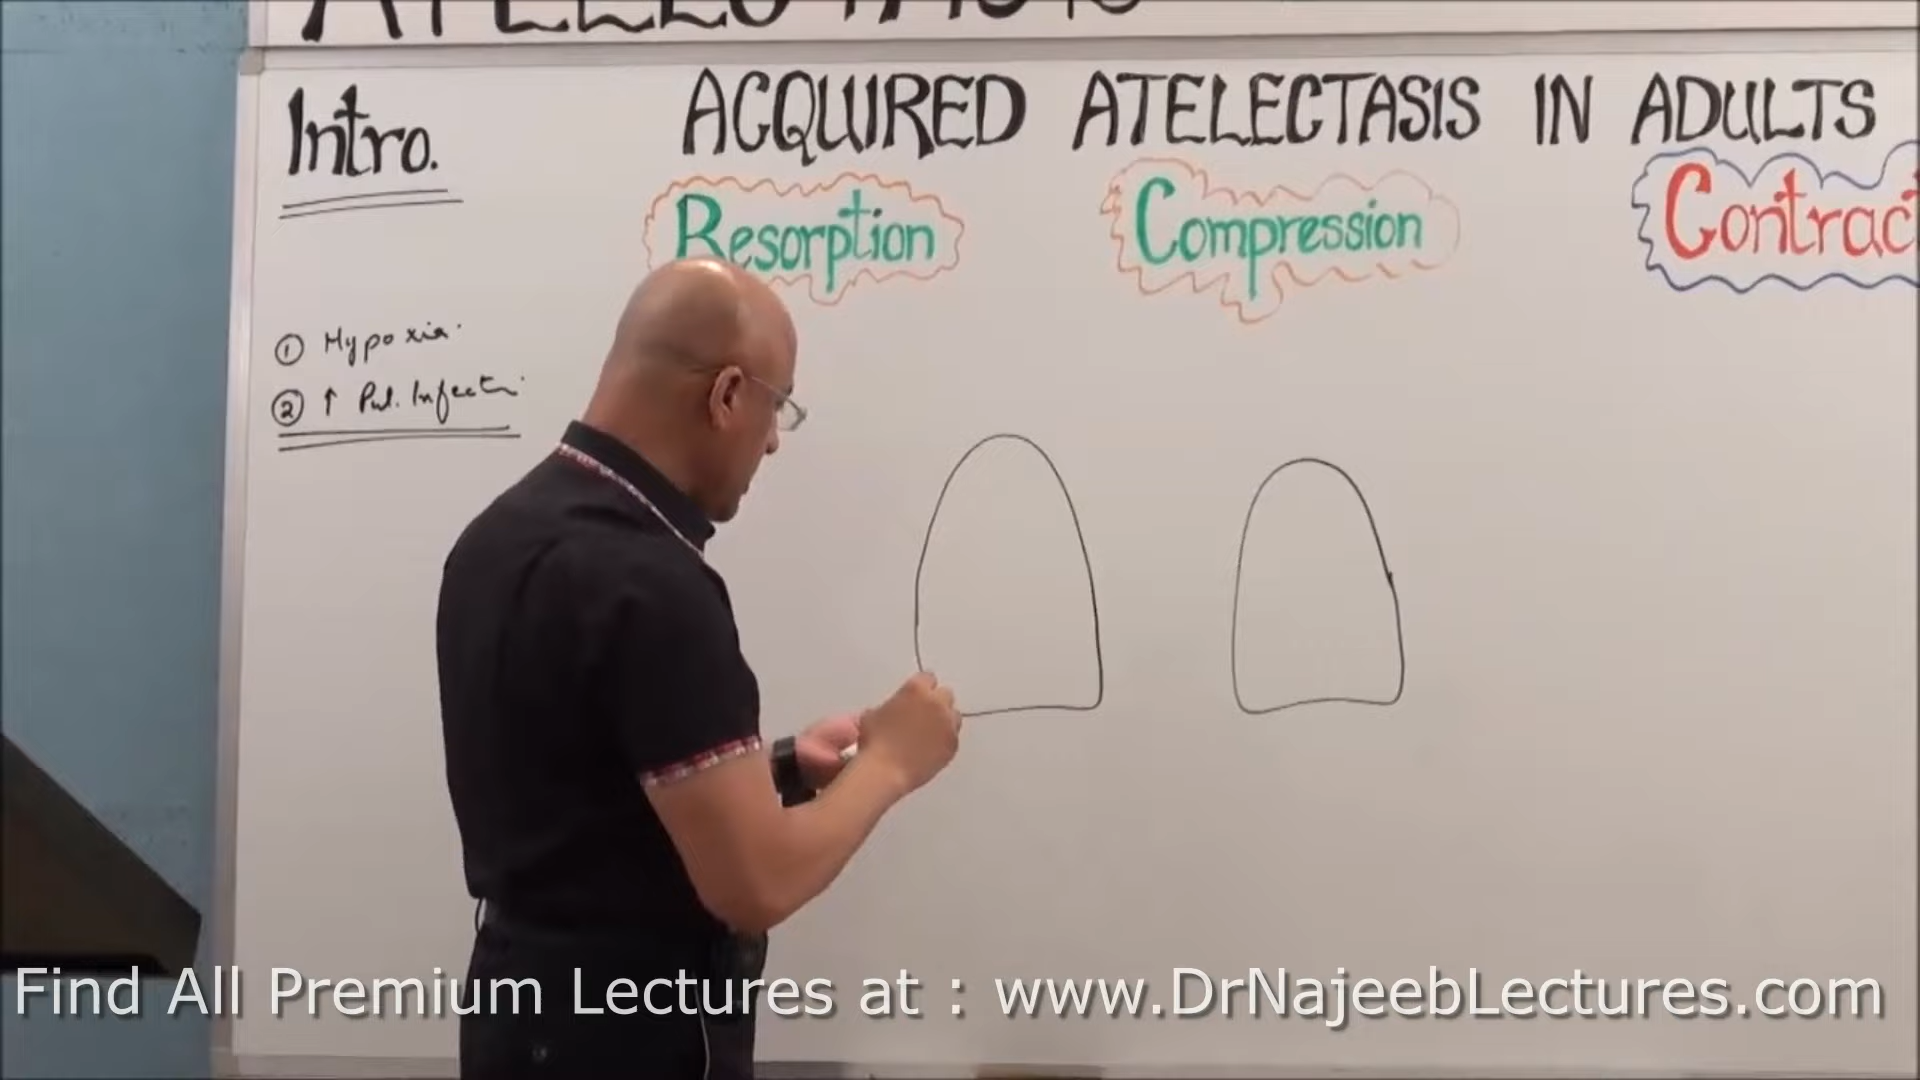 ATELECTASIS
Intro.
ACQUIRED ATELECTASIS IN ADULTS
Resorption
Compression
Contract
① Hypoxia
② ↑ Pul. Infecti
Find All Premium Lectures at : www.DrNajeebLectures.com